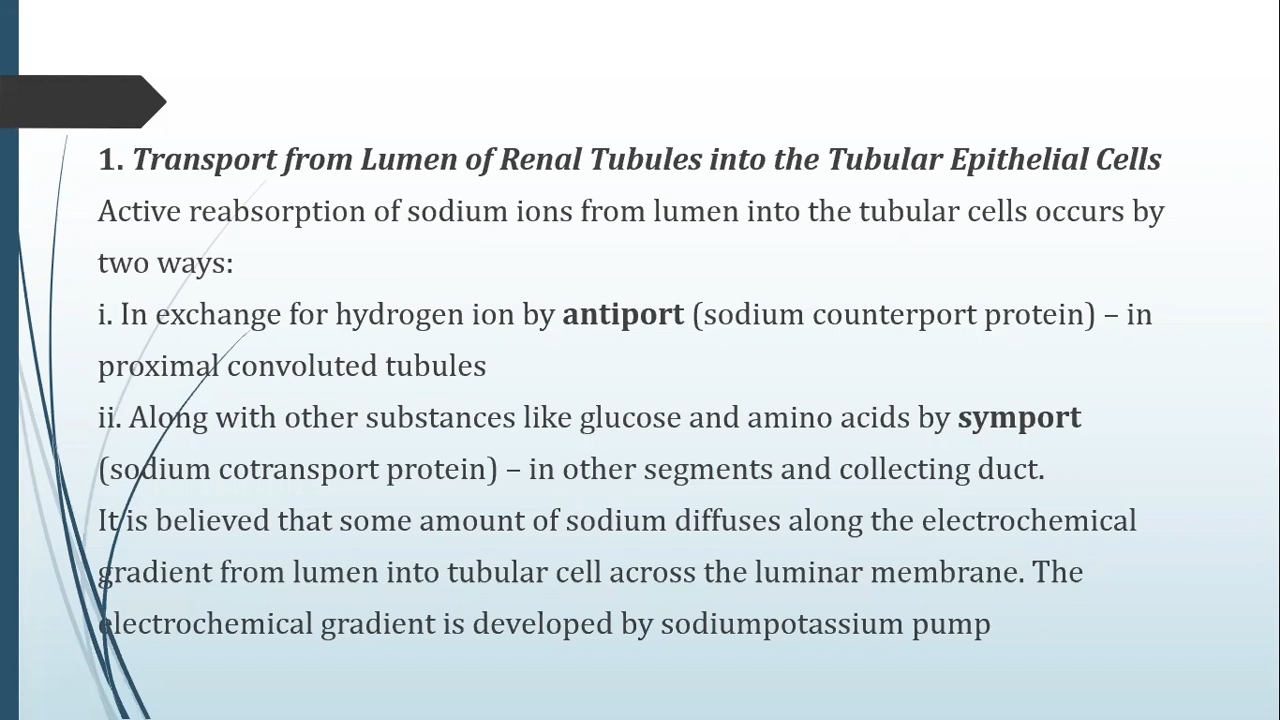 1. Transport from Lumen of Renal Tubules into the Tubular Epithelial Cells
Active reabsorption of sodium ions from lumen into the tubular cells occurs by
two ways:
i. In exchange for hydrogen ion by antiport (sodium counterport protein) – in
proximal convoluted tubules
ii. Along with other substances like glucose and amino acids by symport
(sodium cotransport protein) – in other segments and collecting duct.
It is believed that some amount of sodium diffuses along the electrochemical
gradient from lumen into tubular cell across the luminar membrane. The
electrochemical gradient is developed by sodiumpotassium pump